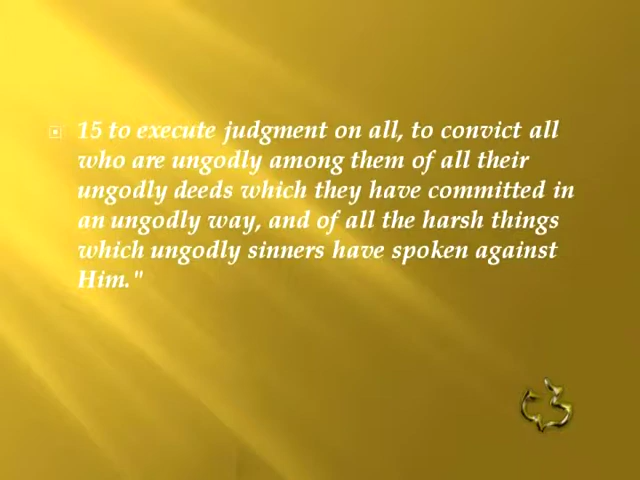 15 to execute judgment on all, to convict all
who are ungodly among them of all their
ungodly deeds which they have committed in
an ungodly way, and of all the harsh things
which ungodly sinners have spoken against
Him."